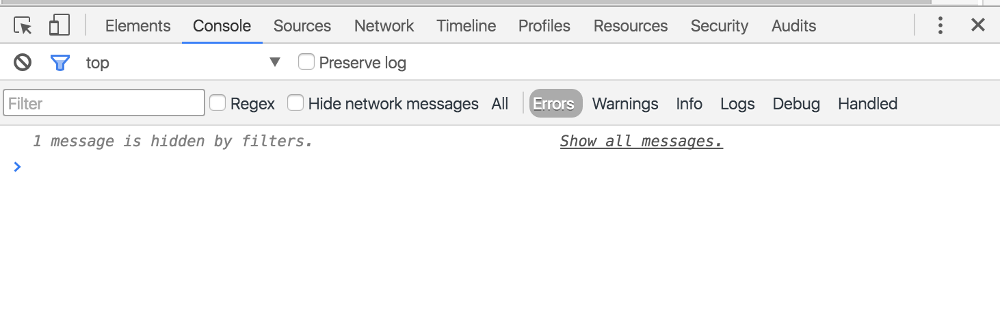 Elements Console Sources Network Timeline Profiles Resources Security Audits
top Preserve log
Filter Regex Hide network messages All Errors Warnings Info Logs Debug Handled
1 message is hidden by filters. Show all messages.